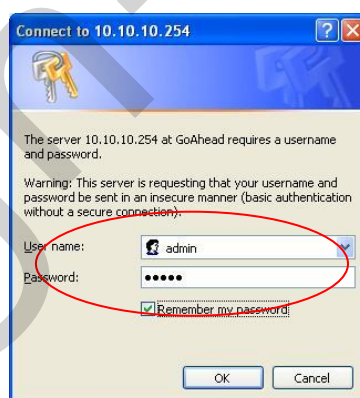 Connect to 10.10.10.254
The server 10.10.10.254 at GoAhead requires a username
and password.
Warning: This server is requesting that your username and
password be sent in an insecure manner (basic authentication
without a secure connection).
User name:
admin
Password:
•••••
Remember my password
OK
Cancel